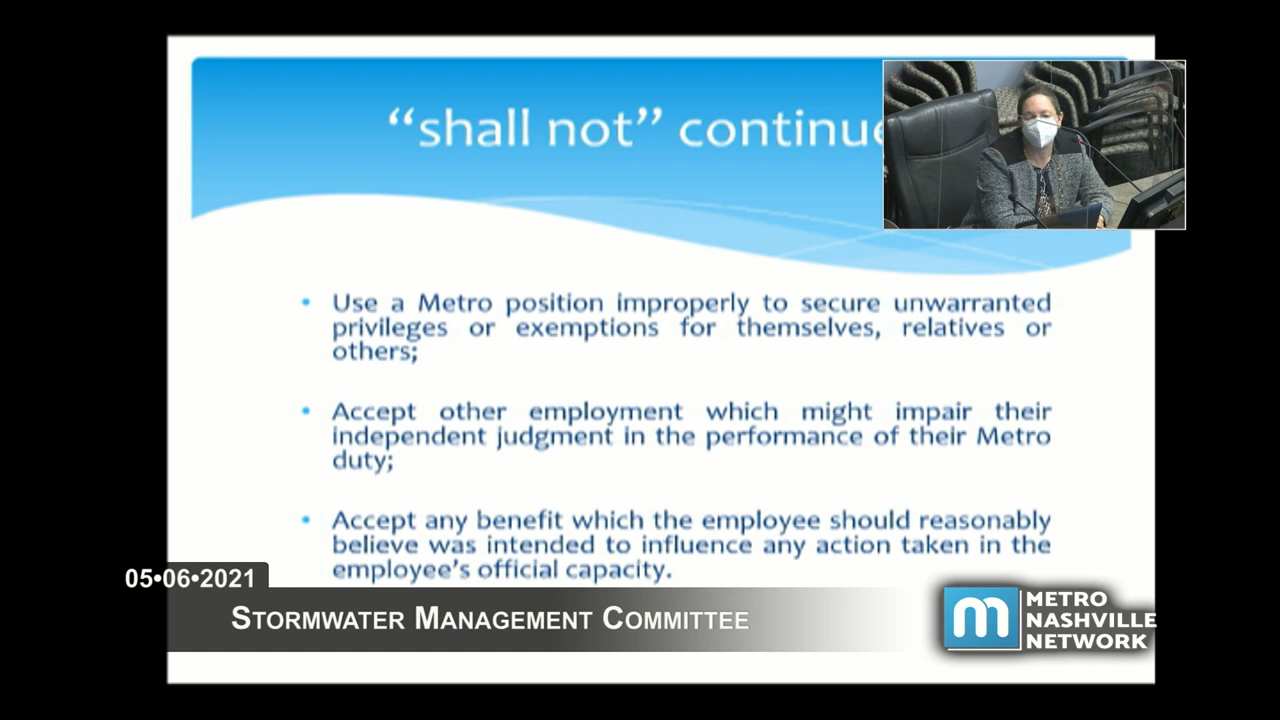 “shall not” continue
• Use a Metro position improperly to secure unwarranted
privileges or exemptions for themselves, relatives or
others;
• Accept other employment which might impair their
independent judgment in the performance of their Metro
duty;
• Accept any benefit which the employee should reasonably
believe was intended to influence any action taken in the
employee’s official capacity.
05•06•2021
STORMWATER MANAGEMENT COMMITTEE
m
METRO
NASHVILLE
NETWORK